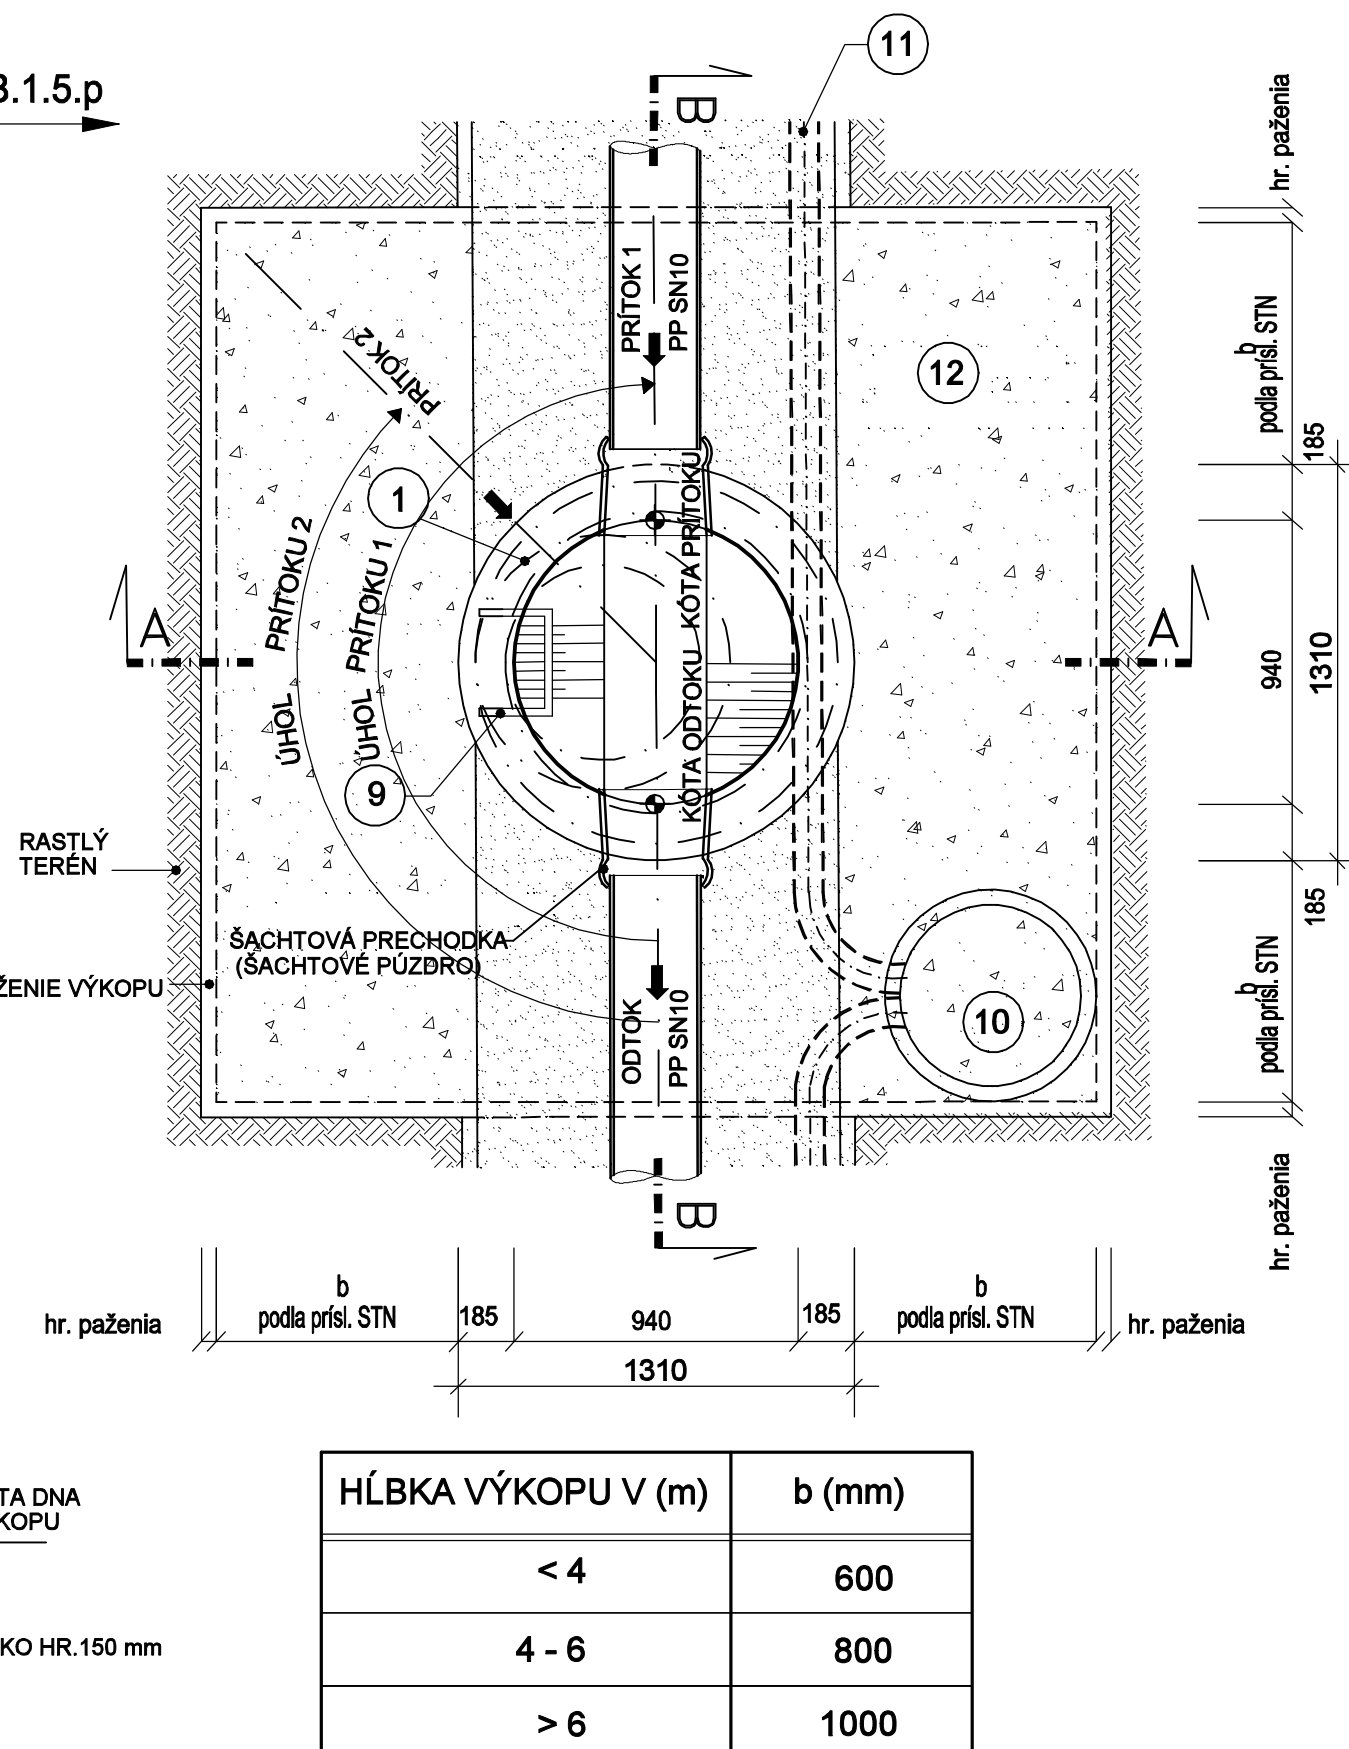 3.1.5.p
11
B
hr. paženia
PRÍTOK 1
PP SN10
PRÍTOK 2
12
b
podla prísl. STN
185
1
KÓTA PRÍTOKU
ÚHOL PRÍTOKU 2
ÚHOL PRÍTOKU 1
A
A
940
1310
KÓTA ODTOKU
9
RASTLÝ
TERÉN
185
ŠACHTOVÁ PRECHODKA
(ŠACHTOVÉ PÚZDRO)
ŽENIE VÝKOPU
b
podla prísl. STN
10
ODTOK
PP SN10
hr. paženia
B
hr. paženia
b
podla prísl. STN
185
940
185
b
podla prísl. STN
hr. paženia
1310
HĹBKA VÝKOPU V (m)
b (mm)
< 4
600
4 - 6
800
> 6
1000
TA DNA
KOPU
KO HR.150 mm